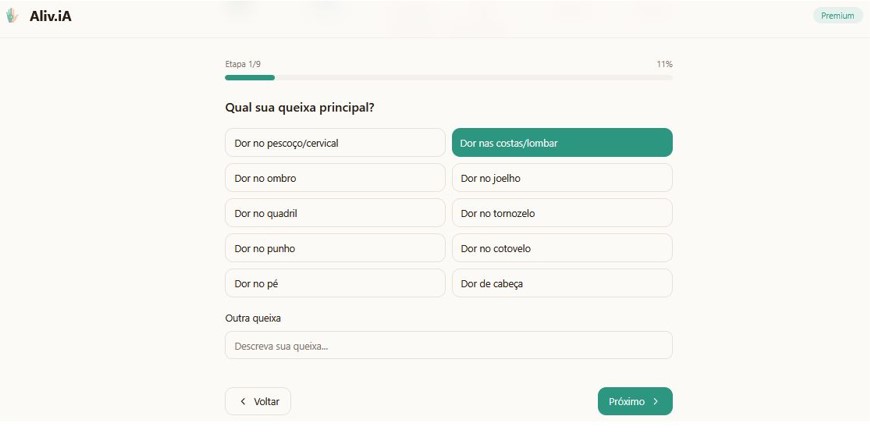 Aliv.iA
Premium
Etapa 1/9
11%
Qual sua queixa principal?
Dor no pescoço/cervical
Dor nas costas/lombar
Dor no ombro
Dor no joelho
Dor no quadril
Dor no tornozelo
Dor no punho
Dor no cotovelo
Dor no pé
Dor de cabeça
Outra queixa
Descreva sua queixa...
Voltar
Próximo